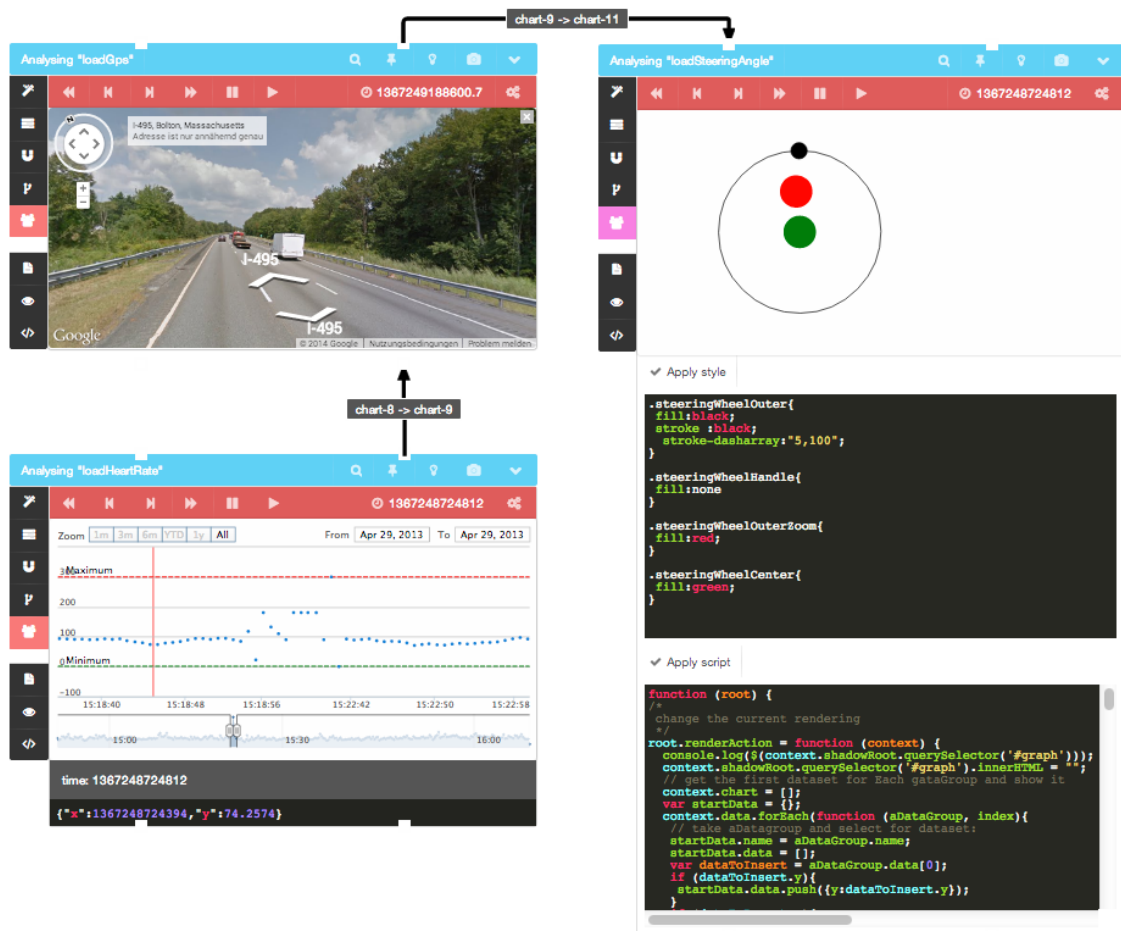 chart-9 -> chart-11
Analysing "loadGps"
1367249188600.7
N
I-495, Bolton, Massachusetts
Adresse ist nur annähernd genau
I-495
I-495
Google
© 2014 Google
Nutzungsbedingungen
Problem melden
chart-8 -> chart-9
Analysing "loadHeartRate"
1367248724812
Zoom 1m 3m 6m YTD 1y All From Apr 29, 2013 To Apr 29, 2013
300 Maximum
200
100
0 Minimum
-100
15:18:40 15:18:48 15:18:56 15:22:42 15:22:50 15:22:58
15:00 15:30 16:00
time: 1367248724812
{"x":1367248724394,"y":74.2574}
Analysing "loadSteeringAngle"
1367248724812
Apply style
.steeringWheelOuter{
fill:black;
stroke :black;
stroke-dasharray:"5,100";
}
.steeringWheelHandle{
fill:none
}
.steeringWheelOuterZoom{
fill:red;
}
.steeringWheelCenter{
fill:green;
}
Apply script
function (root) {
/*
change the current rendering
*/
root.renderAction = function (context) {
console.log($(context.shadowRoot.querySelector('#graph')));
context.shadowRoot.querySelector('#graph').innerHTML = "";
// get the first dataset for Each gataGroup and show it
context.chart = [];
var startData = {};
context.data.forEach(function (aDataGroup, index){
// take aDatagroup and select for dataset:
startData.name = aDataGroup.name;
startData.data = [];
var dataToInsert = aDataGroup.data[0];
if (dataToInsert.y){
startData.data.push({y:dataToInsert.y});
}